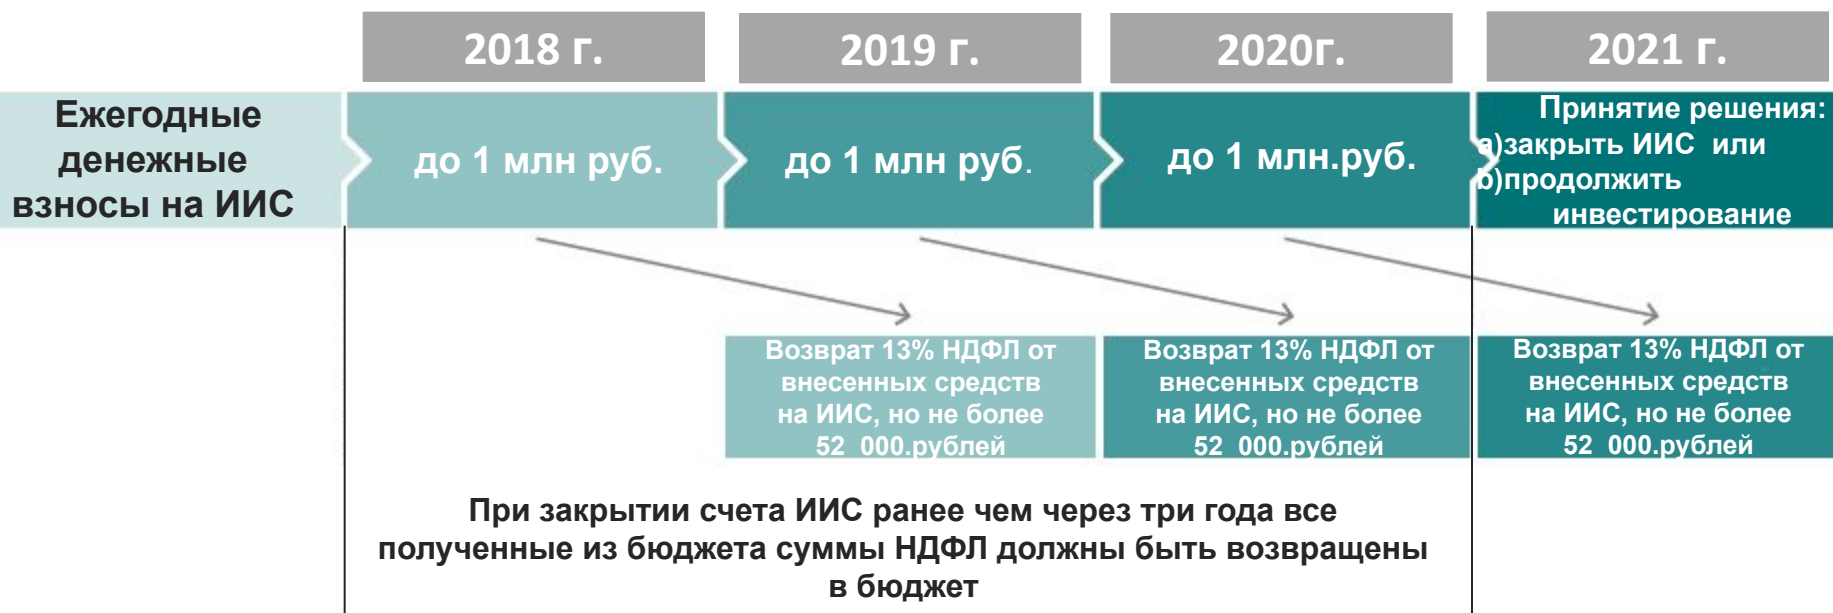 2018 г.
2019 г.
2020г.
2021 г.
Ежегодные
денежные
взносы на ИИС
до 1 млн руб.
до 1 млн руб.
до 1 млн.руб.
Принятие решения:
a)закрыть ИИС или
b)продолжить
инвестирование
Возврат 13% НДФЛ от
внесенных средств
на ИИС, но не более
52 000.рублей
Возврат 13% НДФЛ от
внесенных средств
на ИИС, но не более
52 000.рублей
Возврат 13% НДФЛ от
внесенных средств
на ИИС, но не более
52 000.рублей
При закрытии счета ИИС ранее чем через три года все
полученные из бюджета суммы НДФЛ должны быть возвращены
в бюджет